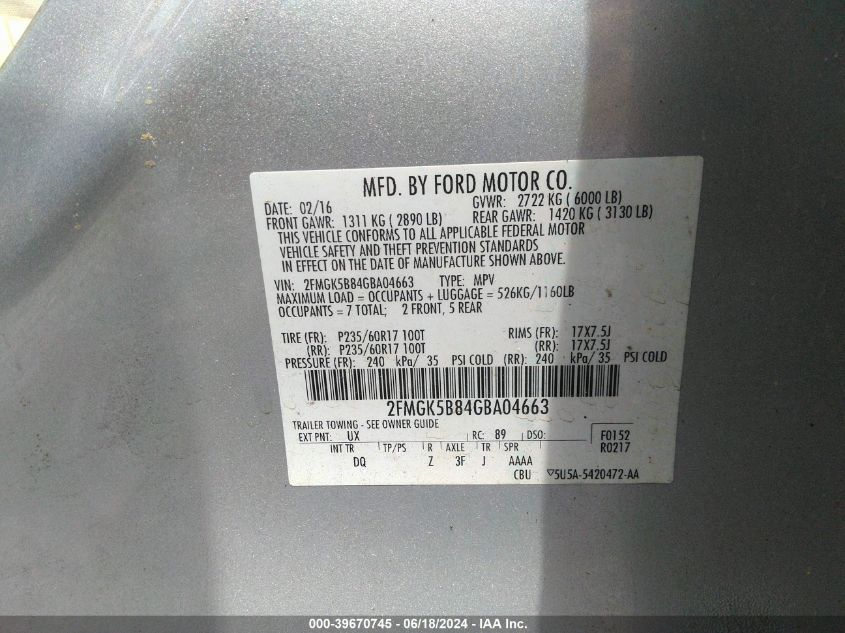 MFD. BY FORD MOTOR CO.
DATE: 02/16 GVWR: 2722 KG ( 6000 LB)
FRONT GAWR: 1311 KG ( 2890 LB) REAR GAWR: 1420 KG ( 3130 LB)
THIS VEHICLE CONFORMS TO ALL APPLICABLE FEDERAL MOTOR
VEHICLE SAFETY AND THEFT PREVENTION STANDARDS
IN EFFECT ON THE DATE OF MANUFACTURE SHOWN ABOVE.
VIN: 2FMGK5B84GBA04663 TYPE: MPV
MAXIMUM LOAD = OCCUPANTS + LUGGAGE = 526KG/1160LB
OCCUPANTS = 7 TOTAL; 2 FRONT, 5 REAR
TIRE (FR): P235/60R17 100T RIMS (FR): 17X7.5J
(RR): P235/60R17 100T (RR): 17X7.5J
PRESSURE (FR): 240 kPa/ 35 PSI COLD (RR): 240 kPa/ 35 PSI COLD
2FMGK5B84GBA04663
TRAILER TOWING - SEE OWNER GUIDE
EXT PNT: UX RC: 89 DSO: F0152
INT TR TP/PS R AXLE TR SPR R0217
DQ Z 3F J AAAA
CBU 5U5A-5420472-AA
000-39670745 - 06/18/2024 - IAA Inc.